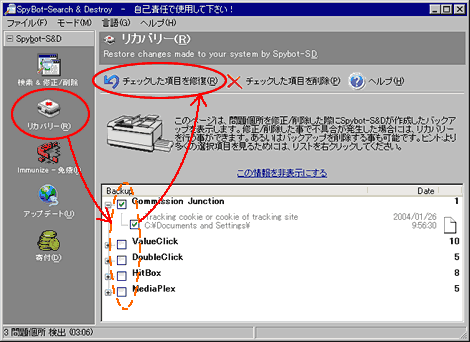 SpyBot-Search & Destroy － 自己責任で使用して下さい！
ファイル(F) モード(M) 言語(G) ヘルプ(H)
Spybot-S&D
検索 & 修正/削除
リカバリー(R)
Immunize - 免疫(I)
アップデート(U)
寄付(D)
リカバリー(R)
Restore changes made to your system by Spybot-SD.
チェックした項目を修復(R)
チェックした項目を削除(P)
ヘルプ(H)
このページは、問題個所を修正/削除した際にSpybot-S&Dが作成したバックア
ップを表示します。修正/削除した事で不具合が発生した場合には、リカバリー
を行う事ができます。あるいはバックアップを削除する事も可能です。ヒント:より
多くの選択項目を見るためには、リストを右クリックしてください。
この情報を非表示にする
Backup Date
Commission Junction 1
Tracking cookie or cookie of tracking site 2004/01/26
C:¥Documents and Settings¥ 9:56:30
ValueClick 10
DoubleClick 5
HitBox 8
MediaPlex 5
3 問題個所 検出 (03:06)